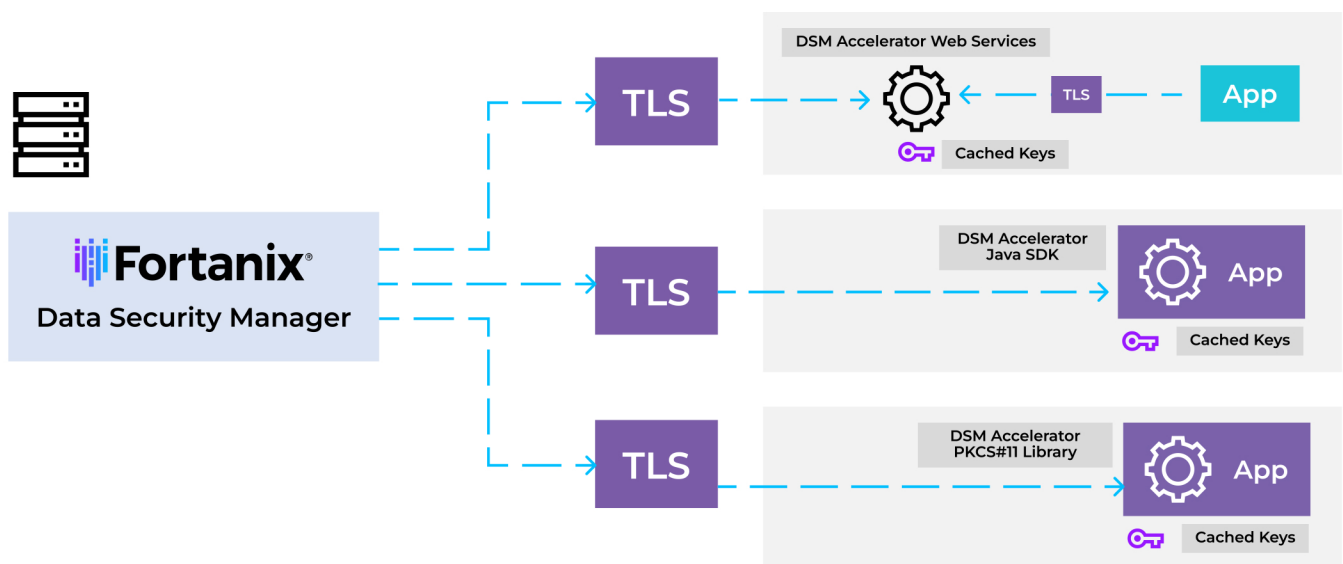 DSM Accelerator Web Services
TLS
TLS
App
Cached Keys
Fortanix®
Data Security Manager
TLS
DSM Accelerator
Java SDK
App
Cached Keys
TLS
DSM Accelerator
PKCS#11 Library
App
Cached Keys